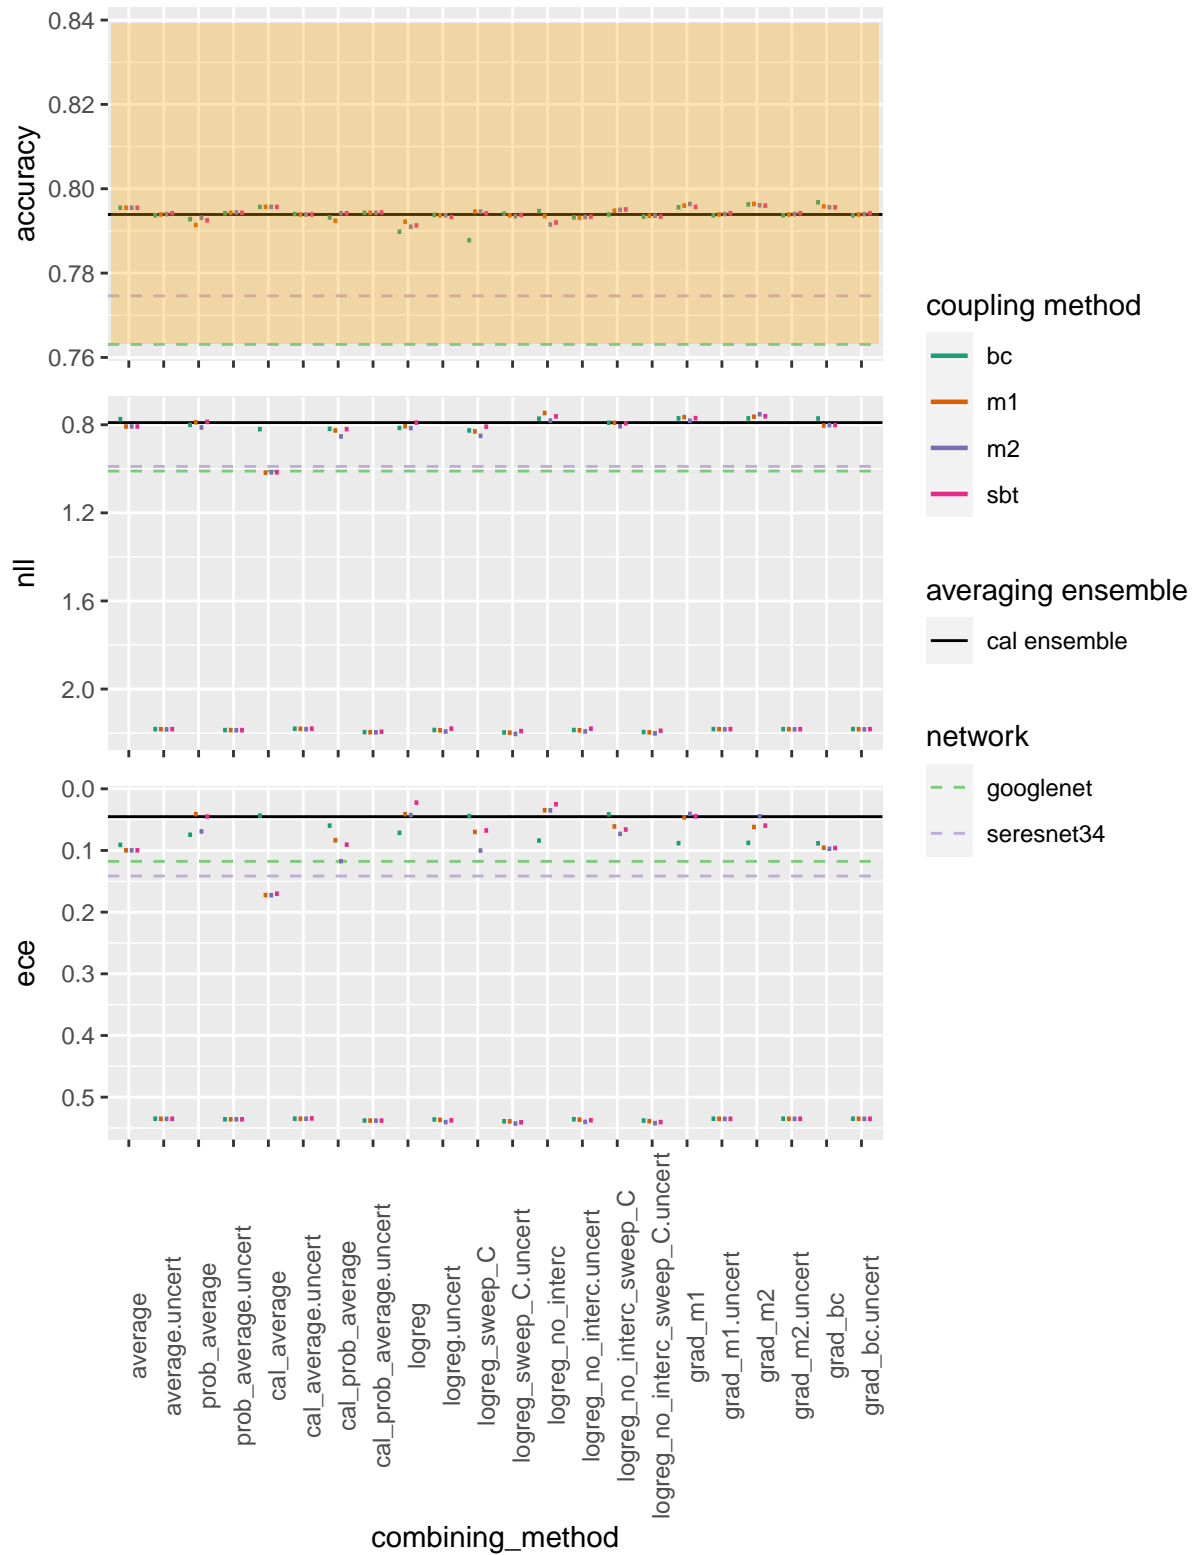 accuracy
0.84
0.82
0.80
0.78
0.76
nll
0.8
1.2
1.6
2.0
ece
0.0
0.1
0.2
0.3
0.4
0.5
average
average.uncert
prob_average
prob_average.uncert
cal_average
cal_average.uncert
cal_prob_average
cal_prob_average.uncert
logreg
logreg.uncert
logreg_sweep_C
logreg_sweep_C.uncert
logreg_no_interc
logreg_no_interc.uncert
logreg_no_interc_sweep_C
logreg_no_interc_sweep_C.uncert
grad_m1
grad_m1.uncert
grad_m2
grad_m2.uncert
grad_bc
grad_bc.uncert
combining_method
coupling method
bc
m1
m2
sbt
averaging ensemble
cal ensemble
network
googlenet
seresnet34